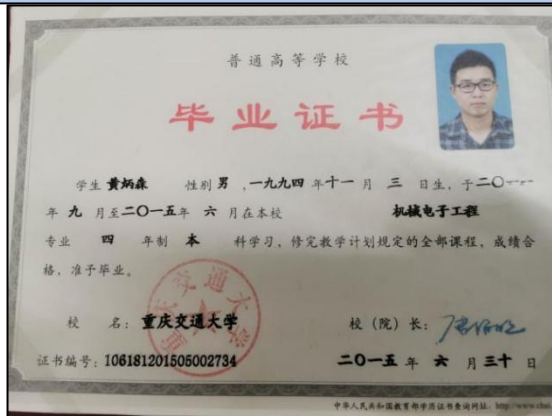 普通高等学校
毕业证书
学生 黄炳森 性别 男 ,一九九四 年 十一 月 三 日生, 于二〇一一
年 九 月至二〇一五年 六 月在本校 机械电子工程
专业 四 年制 本 科学习, 修完教学计划规定的全部课程, 成绩合
格, 准予毕业。
校 名: 重庆交通大学 校 (院) 长:
证书编号: 106181201505002734 二〇一五 年 六 月 三十 日
中华人民共和国教育部学历证书查询网址: http://www.chsi